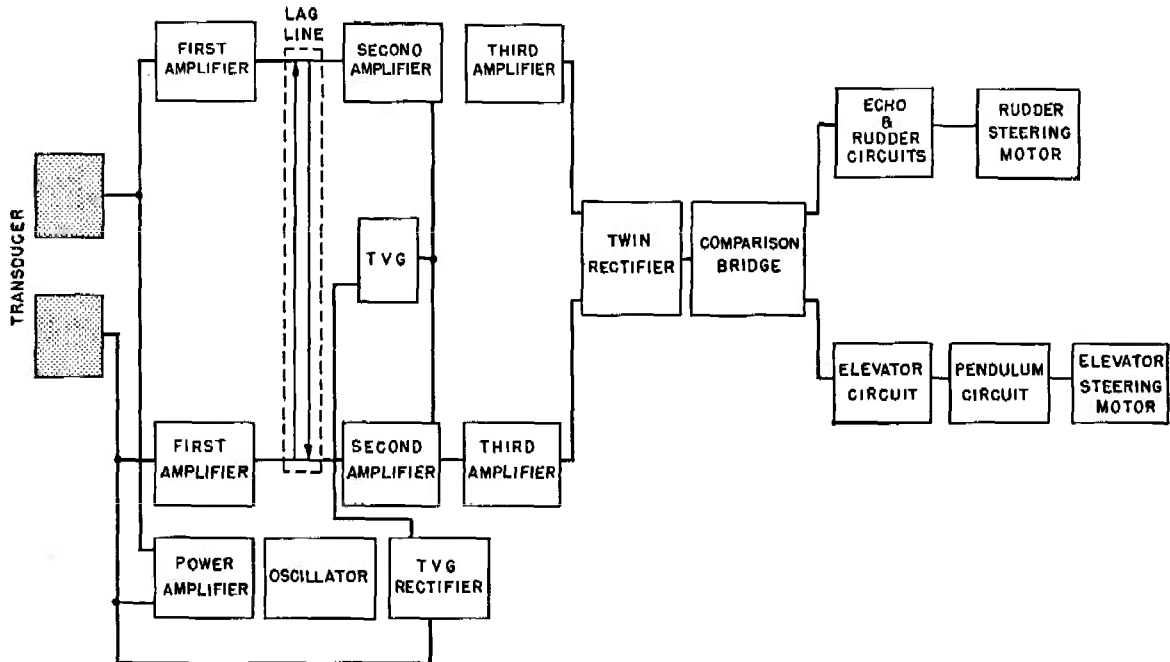 LAG
LINE
FIRST
AMPLIFIER
SECOND
AMPLIFIER
THIRD
AMPLIFIER
ECHO
&
RUDDER
CIRCUITS
RUDDER
STEERING
MOTOR
TRANSDUCER
TVG
TWIN
RECTIFIER
COMPARISON
BRIDGE
ELEVATOR
CIRCUIT
PENDULUM
CIRCUIT
ELEVATOR
STEERING
MOTOR
FIRST
AMPLIFIER
SECOND
AMPLIFIER
THIRD
AMPLIFIER
POWER
AMPLIFIER
OSCILLATOR
TVG
RECTIFIER